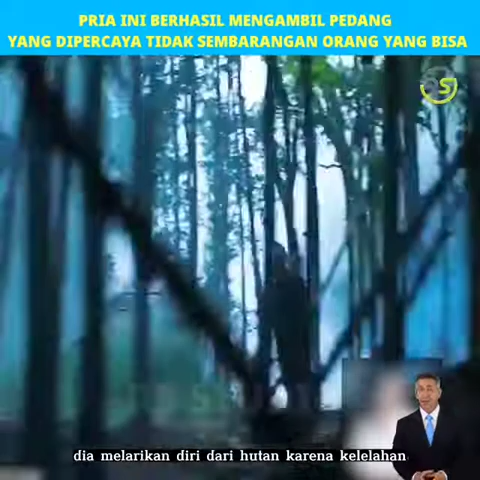 PRIA INI BERHASIL MENGAMBIL PEDANG
YANG DIPERCAYA TIDAK SEMBARANGAN ORANG YANG BISA
S
dia melarikan diri dari hutan karena kelelahan